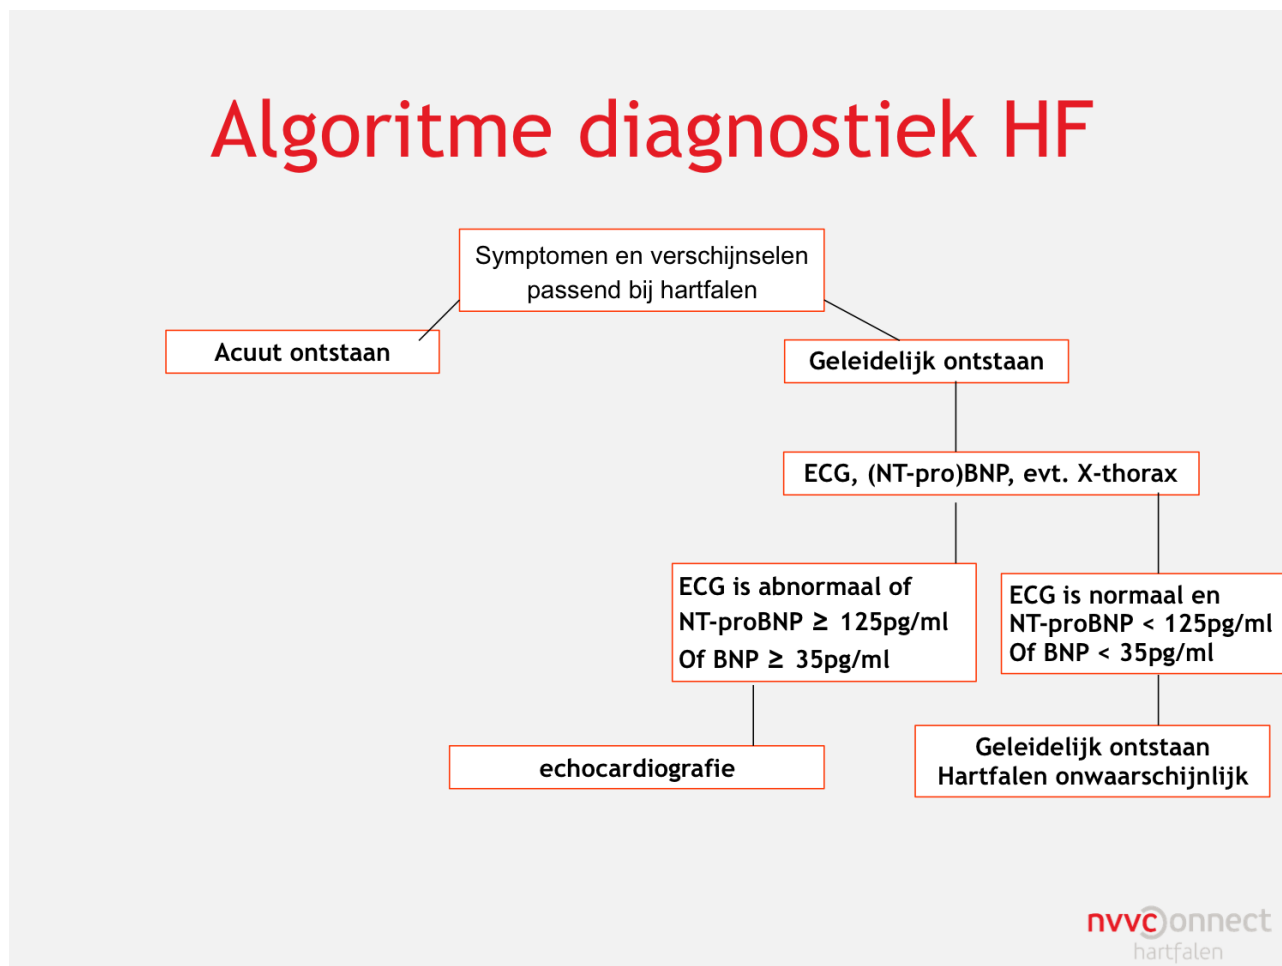 Algoritme diagnostiek HF
Symptomen en verschijnselen
passend bij hartfalen
Acuut ontstaan
Geleidelijk ontstaan
ECG, (NT-pro)BNP, evt. X-thorax
ECG is abnormaal of
NT-proBNP ≥ 125pg/ml
Of BNP ≥ 35pg/ml
ECG is normaal en
NT-proBNP < 125pg/ml
Of BNP < 35pg/ml
echocardiografie
Geleidelijk ontstaan
Hartfalen onwaarschijnlijk
nvvconnect
hartfalen